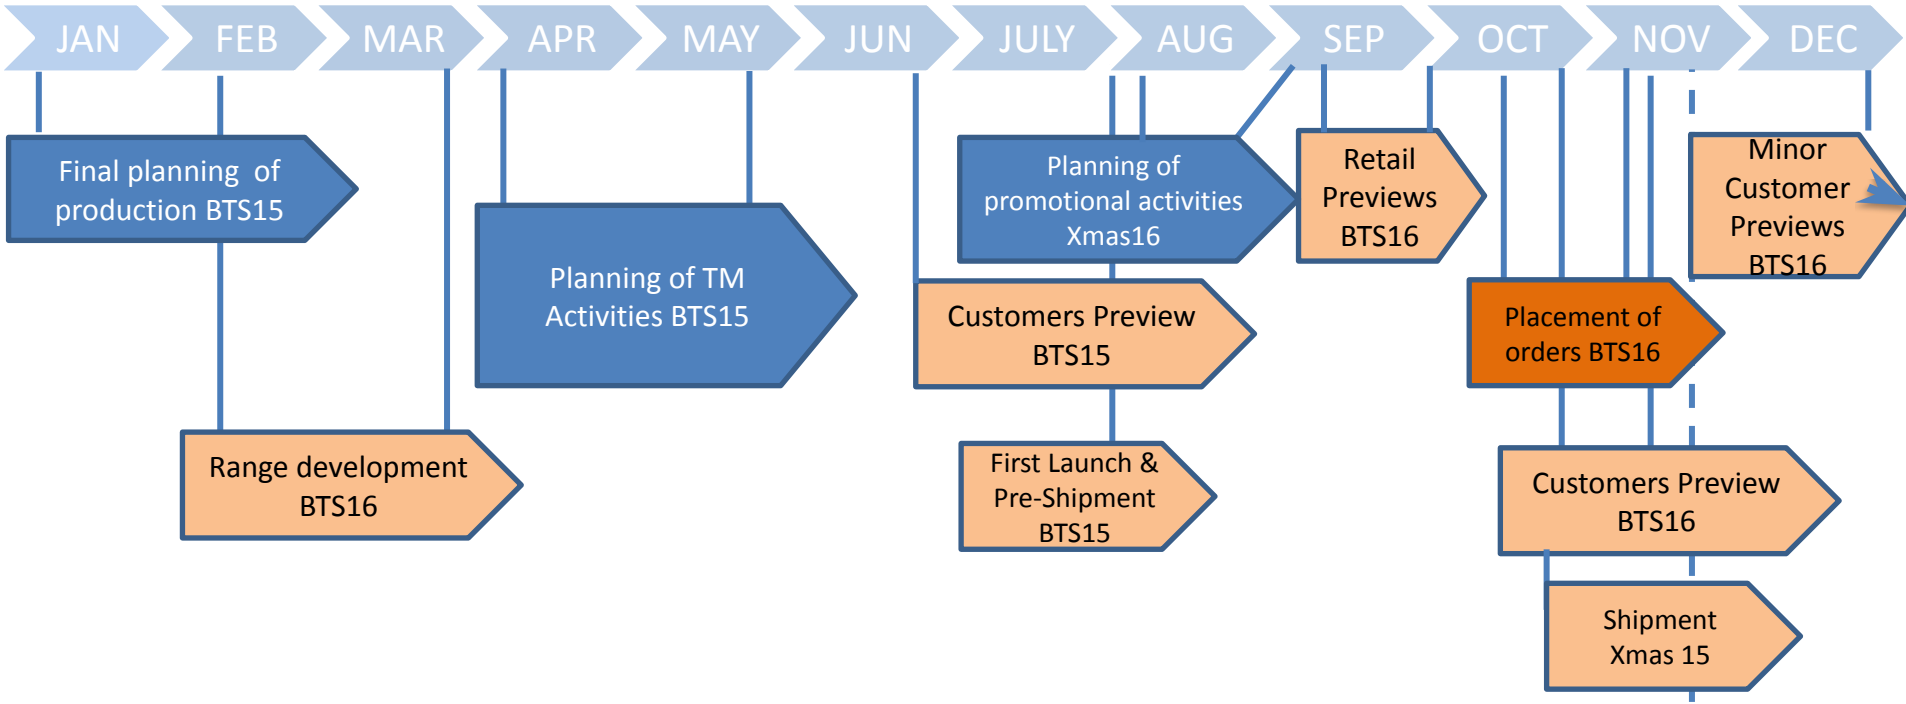 JAN
FEB
MAR
APR
MAY
JUN
JULY
AUG
SEP
OCT
NOV
DEC
Final planning of
production BTS15
Range development
BTS16
Planning of TM
Activities BTS15
Planning of
promotional activities
Xmas16
Customers Preview
BTS15
First Launch &
Pre-Shipment
BTS15
Retail
Previews
BTS16
Placement of
orders BTS16
Customers Preview
BTS16
Shipment
Xmas 15
Minor
Customer
Previews
BTS16